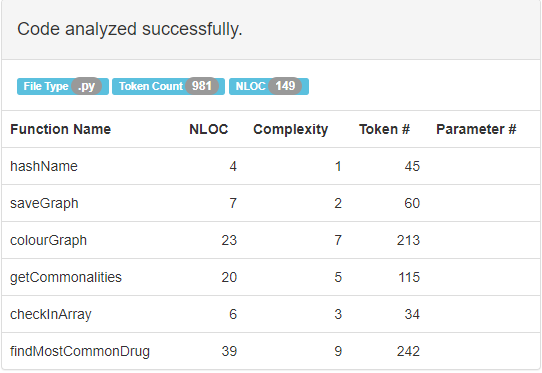 Code analyzed successfully.
File Type .py Token Count 981 NLOC 149
Function Name NLOC Complexity Token # Parameter #
hashName 4 1 45
saveGraph 7 2 60
colourGraph 23 7 213
getCommonalities 20 5 115
checkInArray 6 3 34
findMostCommonDrug 39 9 242